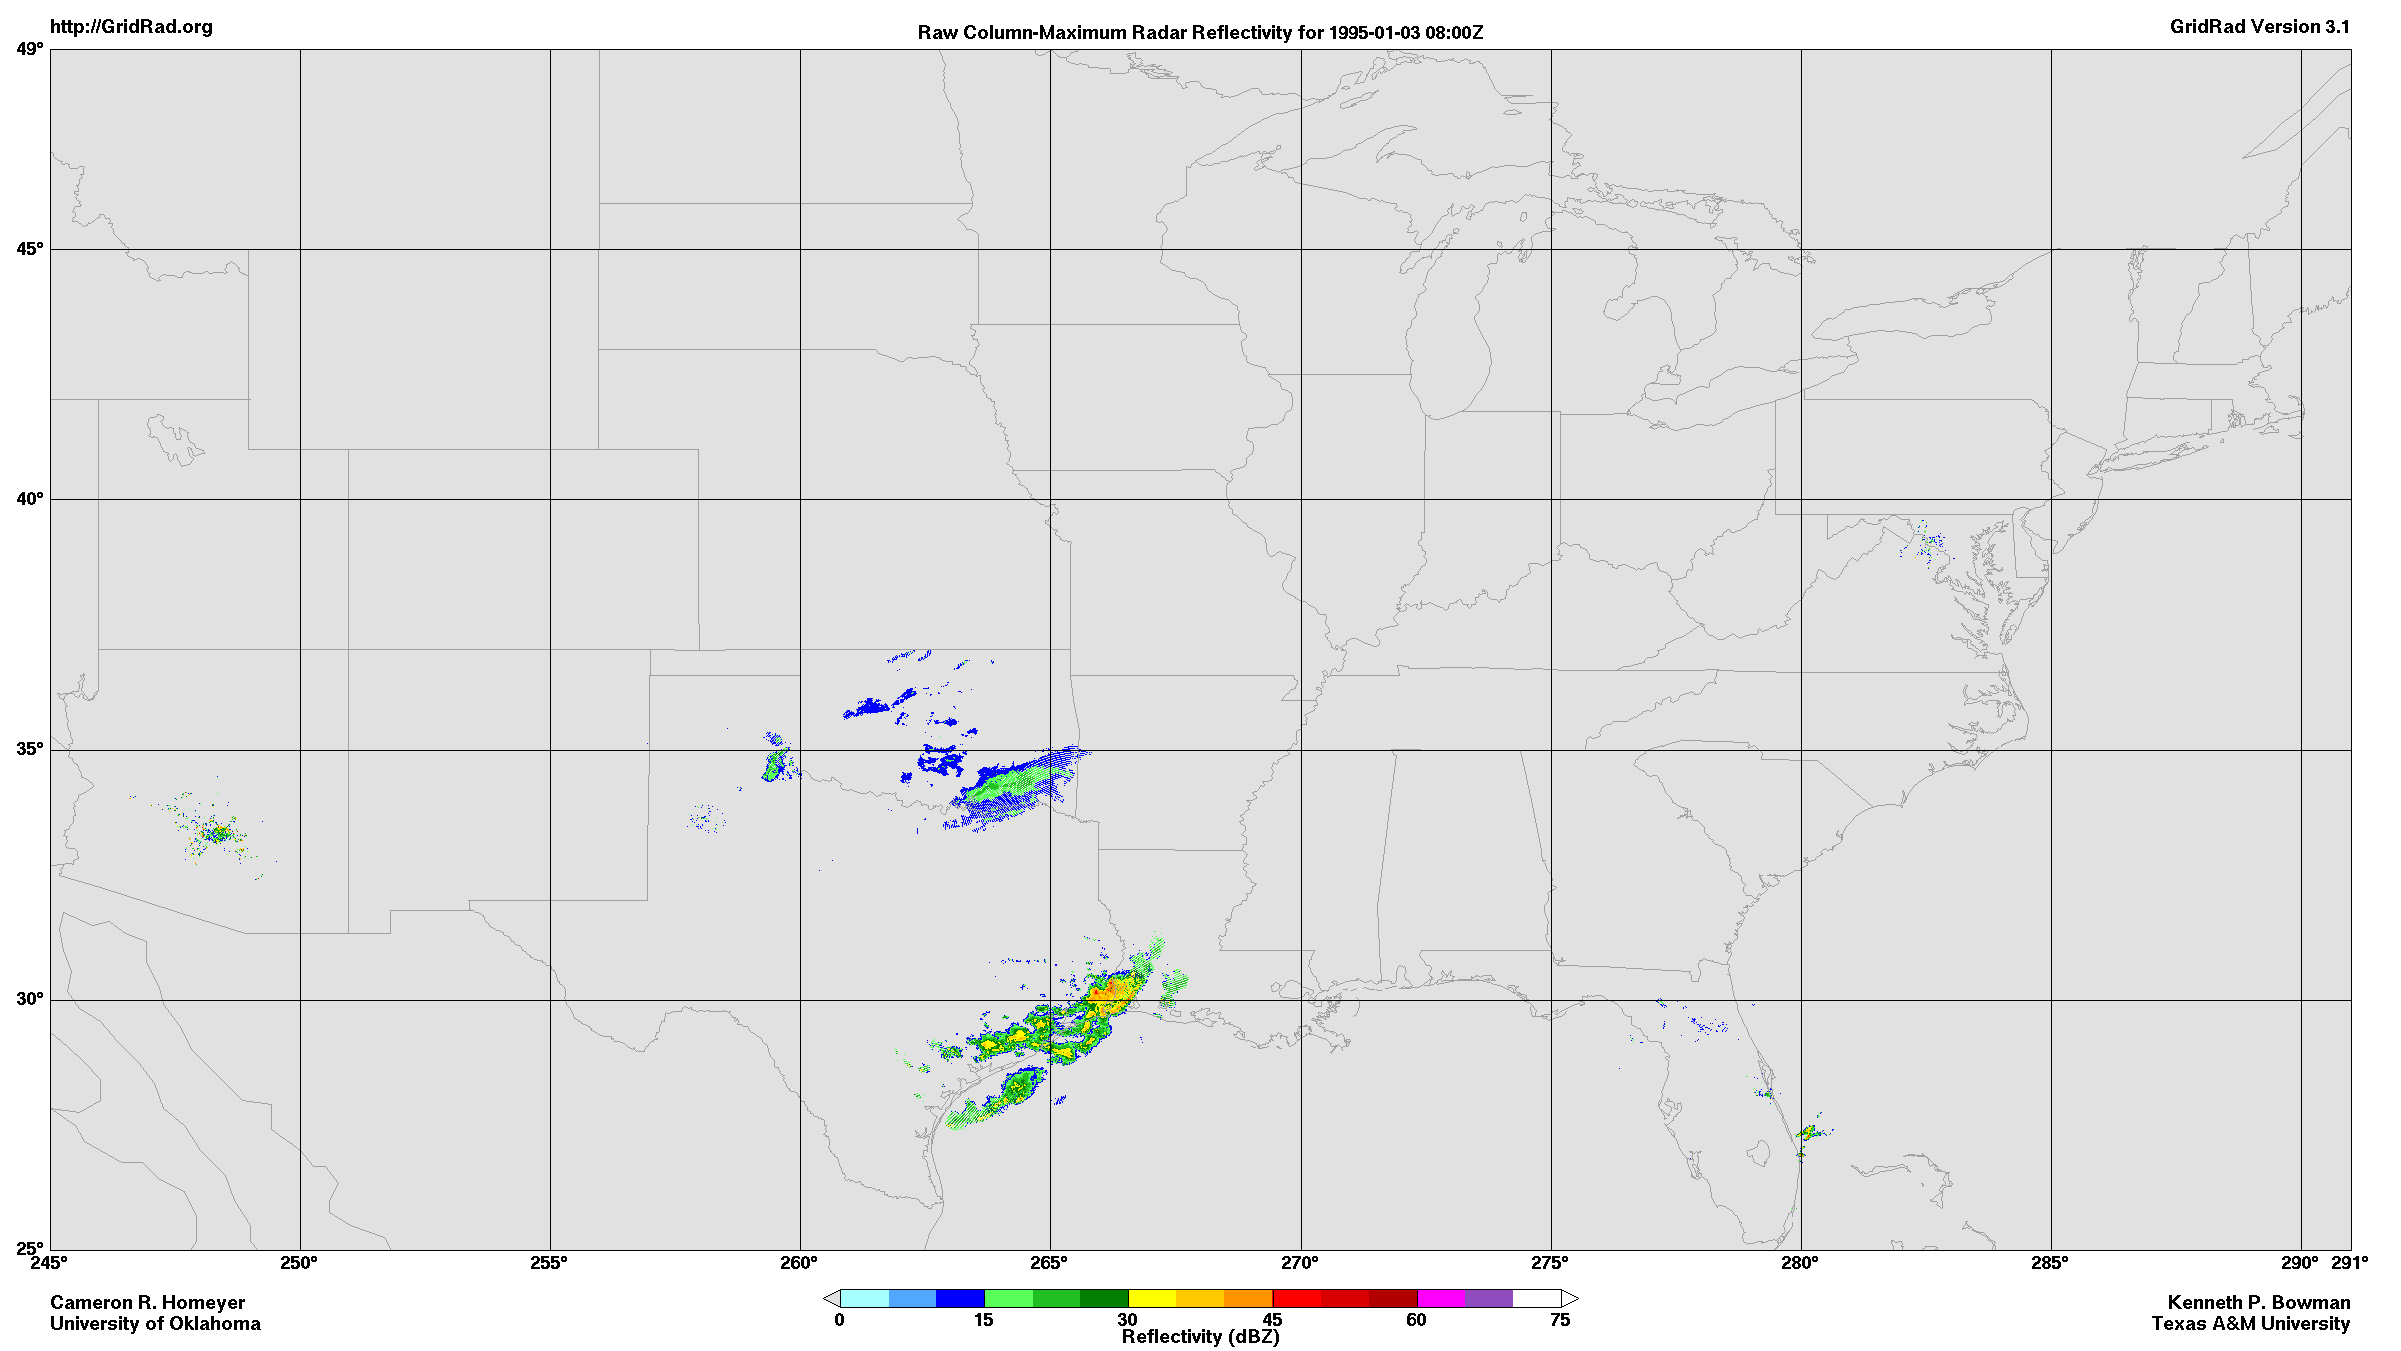 http://GridRad.org
Raw Column-Maximum Radar Reflectivity for 1995-01-03 08:00Z
GridRad Version 3.1
49°
45°
40°
35°
30°
25°
245° 250° 255° 260° 265° 270° 275° 280° 285° 290° 291°
0 15 30 45 60 75
Reflectivity (dBZ)
Cameron R. Homeyer
University of Oklahoma
Kenneth P. Bowman
Texas A&M University